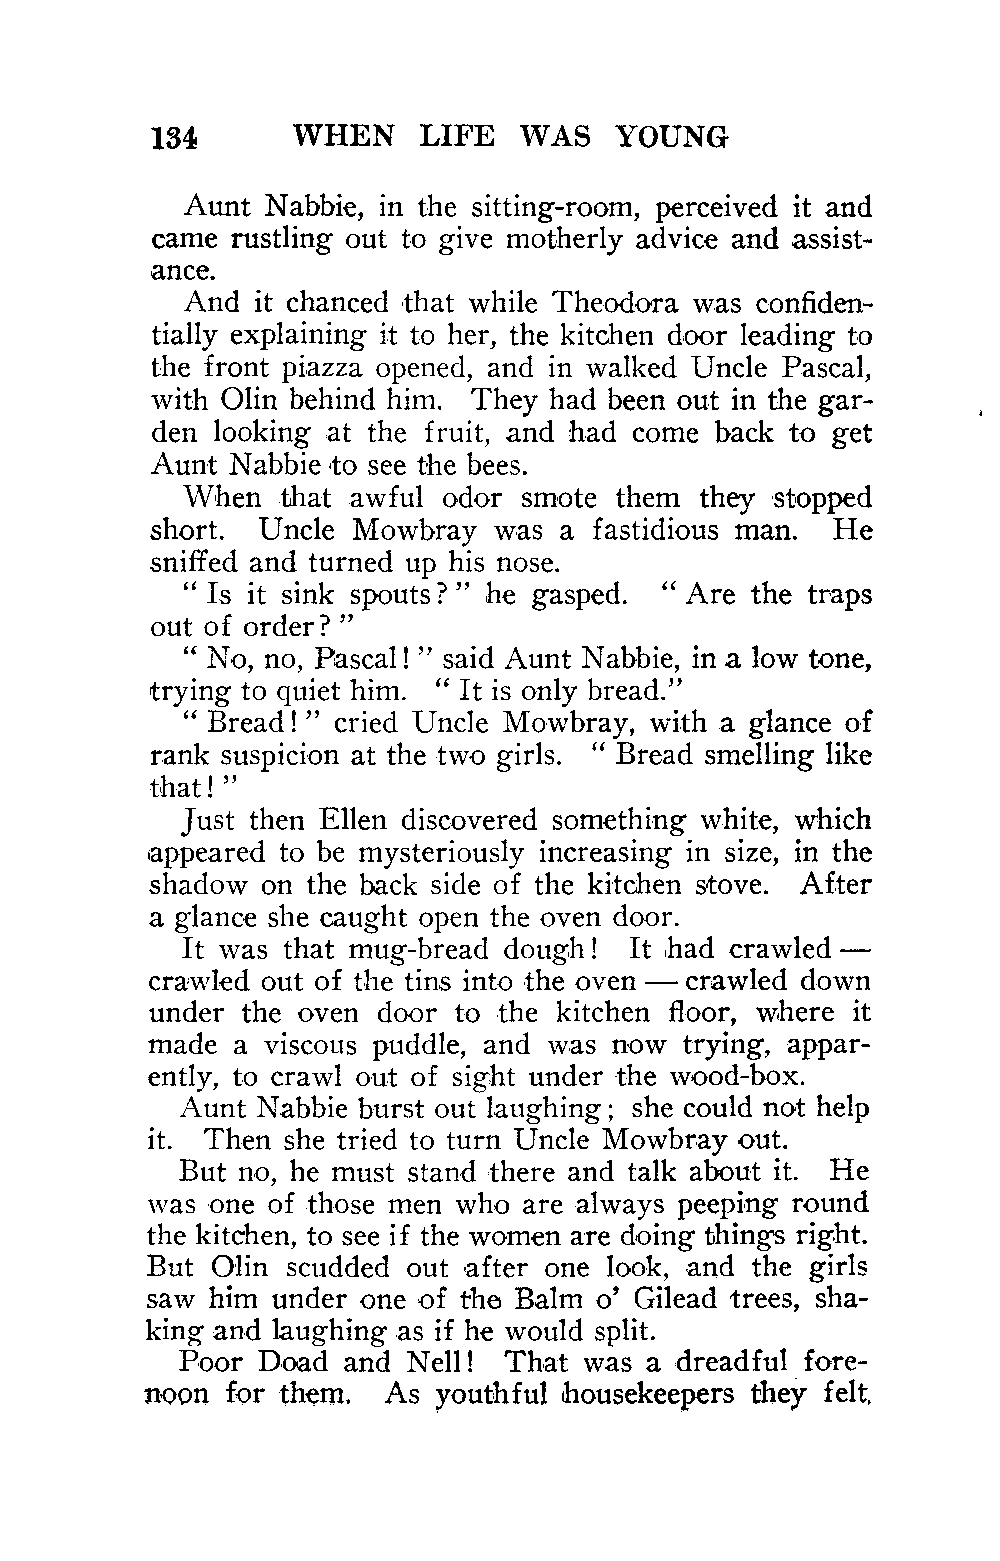 134 WHEN LIFE WAS YOUNG
Aunt Nabbie, in the sitting-room, perceived it and
came rustling out to give motherly advice and assist-
ance.
And it chanced that while Theodora was confiden-
tially explaining it to her, the kitchen door leading to
the front piazza opened, and in walked Uncle Pascal,
with Olin behind him. They had been out in the gar-
den looking at the fruit, and had come back to get
Aunt Nabbie to see the bees.
When that awful odor smote them they stopped
short. Uncle Mowbray was a fastidious man. He
sniffed and turned up his nose.
“ Is it sink spouts? ” he gasped. “ Are the traps
out of order? ”
“ No, no, Pascal! ” said Aunt Nabbie, in a low tone,
trying to quiet him. “ It is only bread.”
“ Bread! ” cried Uncle Mowbray, with a glance of
rank suspicion at the two girls. “ Bread smelling like
that! ”
Just then Ellen discovered something white, which
appeared to be mysteriously increasing in size, in the
shadow on the back side of the kitchen stove. After
a glance she caught open the oven door.
It was that mug-bread dough! It had crawled —
crawled out of the tins into the oven — crawled down
under the oven door to the kitchen floor, where it
made a viscous puddle, and was now trying, appar-
ently, to crawl out of sight under the wood-box.
Aunt Nabbie burst out laughing; she could not help
it. Then she tried to turn Uncle Mowbray out.
But no, he must stand there and talk about it. He
was one of those men who are always peeping round
the kitchen, to see if the women are doing things right.
But Olin scudded out after one look, and the girls
saw him under one of the Balm o’ Gilead trees, sha-
king and laughing as if he would split.
Poor Doad and Nell! That was a dreadful fore-
noon for them. As youthful housekeepers they felt